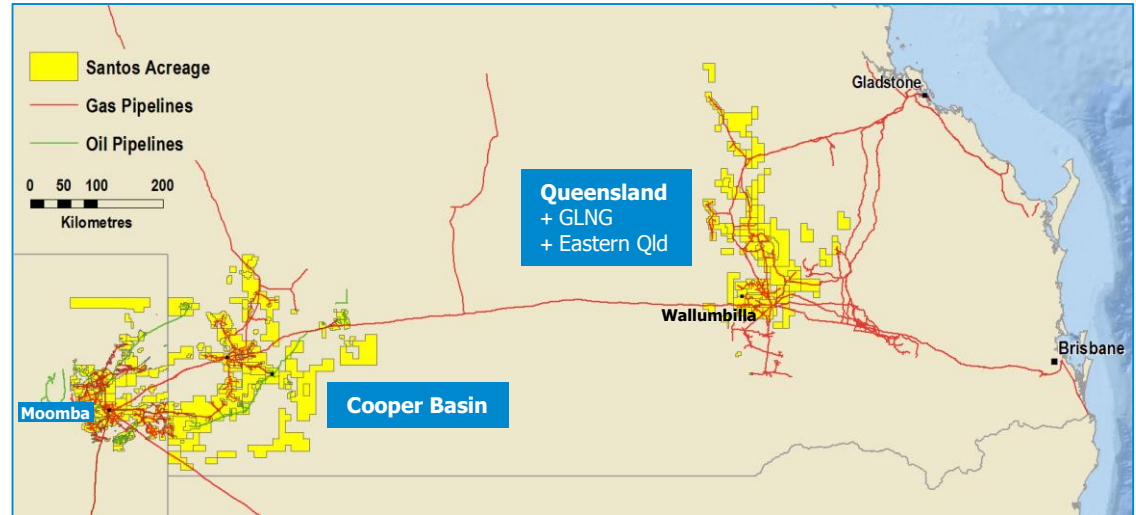 Santos Acreage
Gas Pipelines
Oil Pipelines
0 50 100 200
Kilometres
Gladstone
Queensland
+ GLNG
+ Eastern Qld
Wallumbilla
Brisbane
Cooper Basin
Moomba